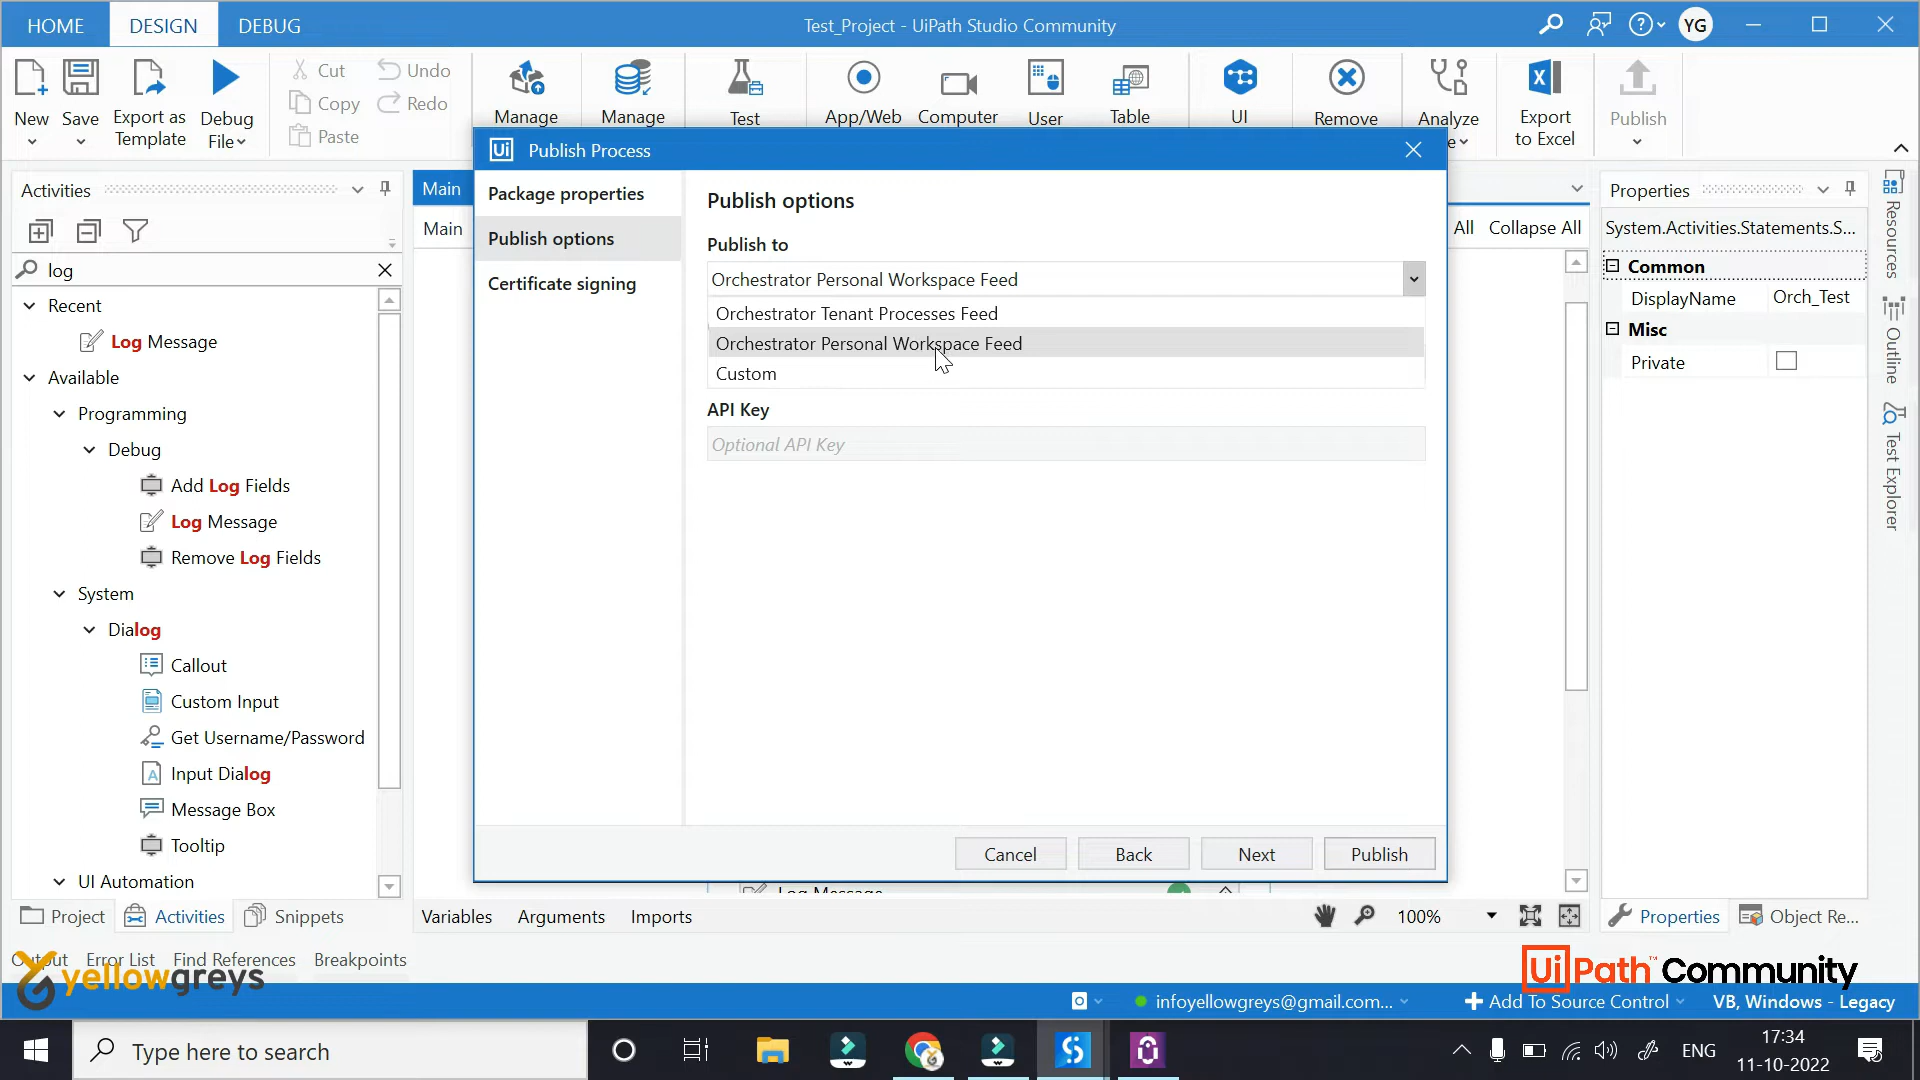 HOME DESIGN DEBUG Test_Project - UiPath Studio Community YG
New Save Export as Template Debug File Cut Copy Paste Undo Redo Manage Manage Test App/Web Computer User Table UI Remove Analyze Export to Excel Publish
Activities
log
Recent
Log Message
Available
Programming
Debug
Add Log Fields
Log Message
Remove Log Fields
System
Dialog
Callout
Custom Input
Get Username/Password
Input Dialog
Message Box
Tooltip
UI Automation
Project Activities Snippets
Main
Main
Ui Publish Process
Package properties
Publish options
Certificate signing
Publish options
Publish to
Orchestrator Personal Workspace Feed
Orchestrator Tenant Processes Feed
Orchestrator Personal Workspace Feed
Custom
API Key
Optional API Key
Cancel Back Next Publish
All Collapse All
Log Message
Variables Arguments Imports 100%
Properties
System.Activities.Statements.S...
Common
DisplayName Orch_Test
Misc
Private
Properties Object Re...
Resources
Outline
Test Explorer
Output Error List Find References Breakpoints
yellowgreys
UiPath™ Community
infoyellowgreys@gmail.com... Add To Source Control VB, Windows - Legacy
Type here to search
ENG
17:34
11-10-2022